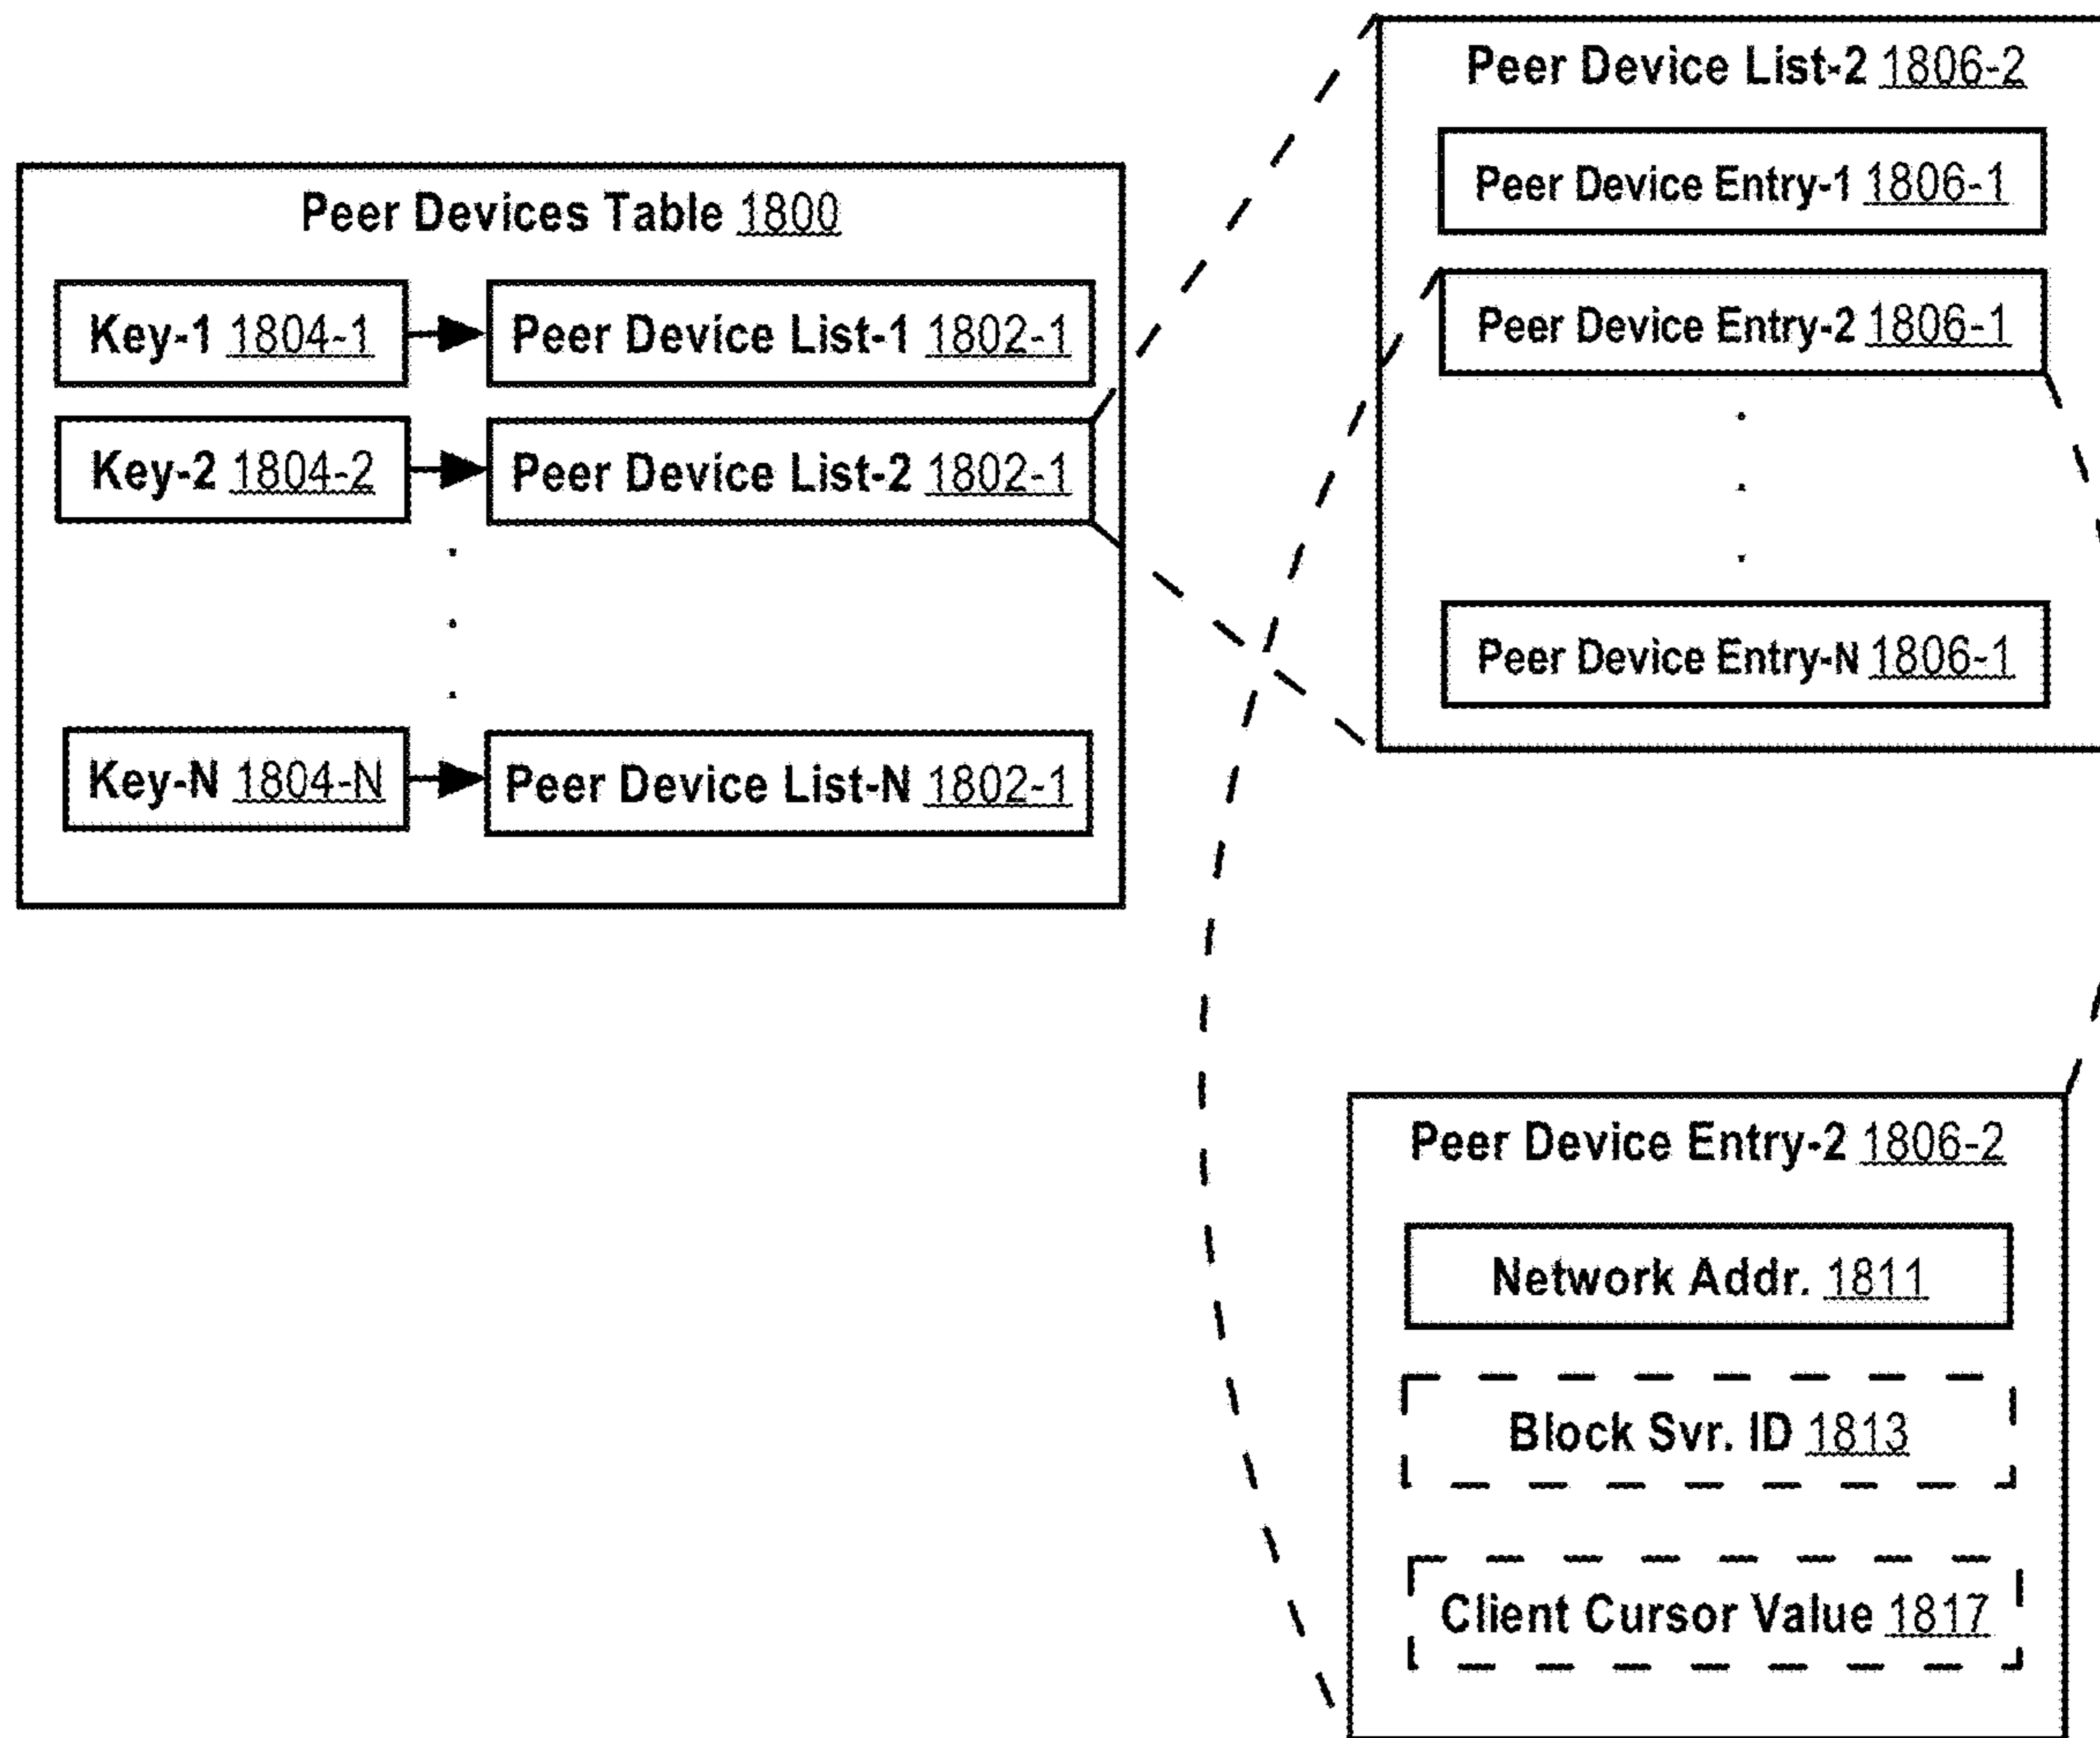 Peer Devices Table 1800
Key-1 1804-1
Peer Device List-1 1802-1
Key-2 1804-2
Peer Device List-2 1802-1
Key-N 1804-N
Peer Device List-N 1802-1
Peer Device List-2 1806-2
Peer Device Entry-1 1806-1
Peer Device Entry-2 1806-1
Peer Device Entry-N 1806-1
Peer Device Entry-2 1806-2
Network Addr. 1811
Block Svr. ID 1813
Client Cursor Value 1817